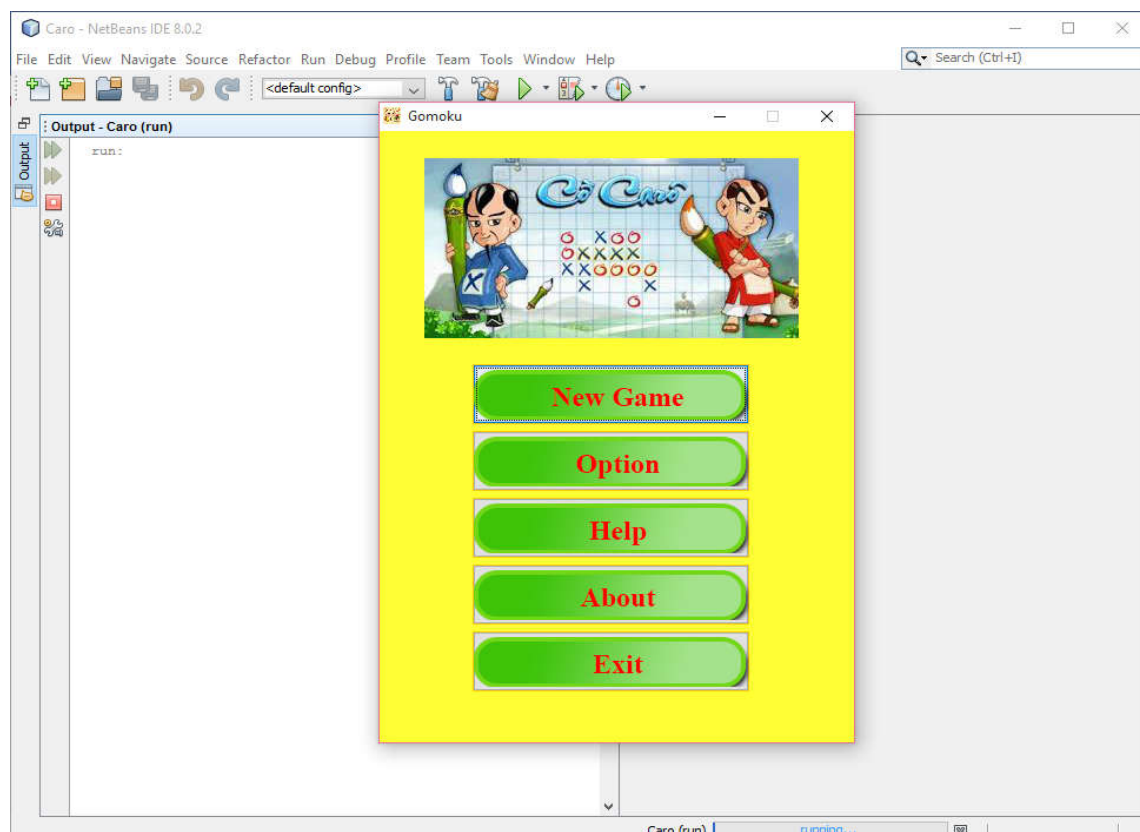 Caro - NetBeans IDE 8.0.2
File Edit View Navigate Source Refactor Run Debug Profile Team Tools Window Help
Search (Ctrl+I)
<default config>
Output - Caro (run)
Output
run:
Gomoku
Cờ Carô
New Game
Option
Help
About
Exit
Caro (run) running...